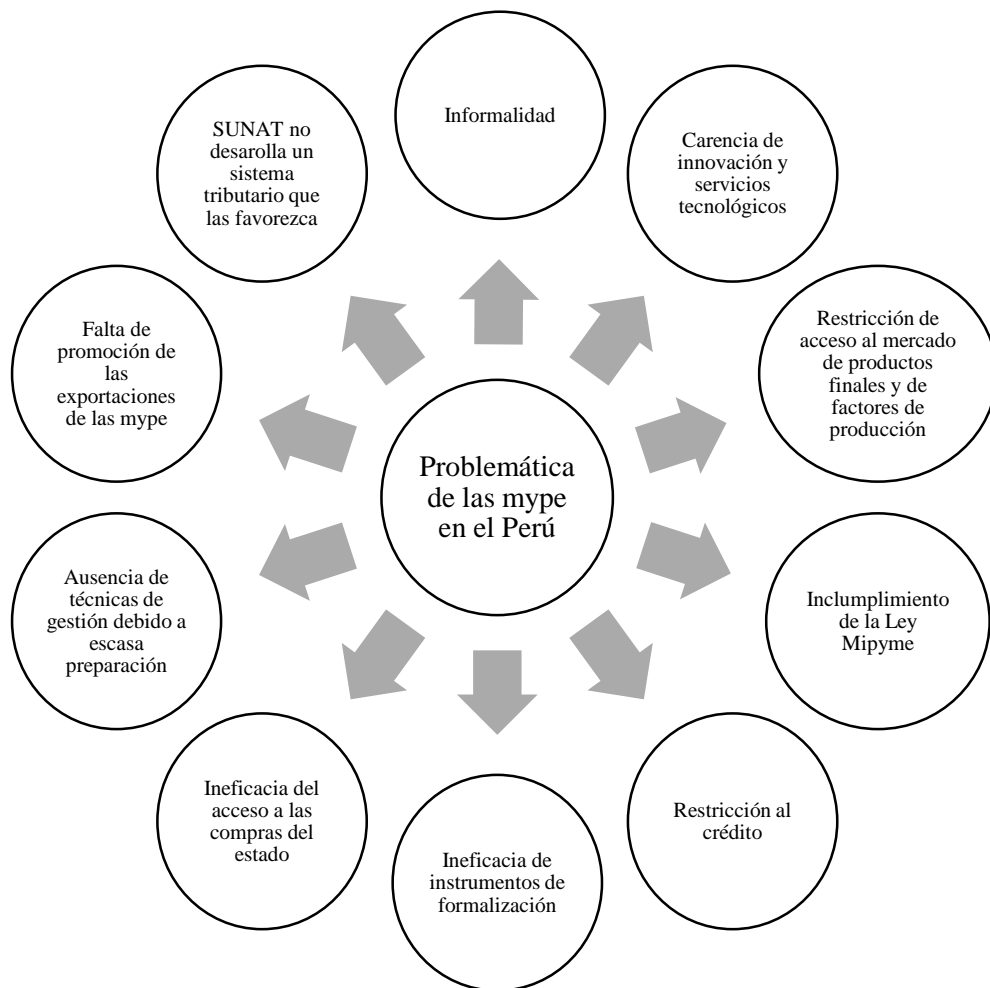 Informalidad
Carencia de
innovación y
servicios
tecnológicos
Restricción de
acceso al mercado
de productos
finales y de
factores de
producción
Inclumplimiento
de la Ley
Mipyme
Restricción al
crédito
Ineficacia de
instrumentos de
formalización
Ineficacia del
acceso a las
compras del
estado
Ausencia de
técnicas de
gestión debido a
escasa
preparación
Falta de
promoción de
las
exportaciones
de las mype
SUNAT no
desarolla un
sistema
tributario que
las favorezca
Problemática
de las mype
en el Perú